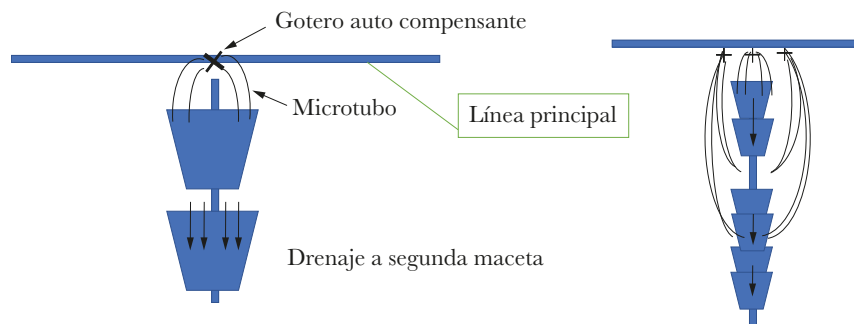 Gotero auto compensante
Microtubo
Línea principal
Drenaje a segunda maceta